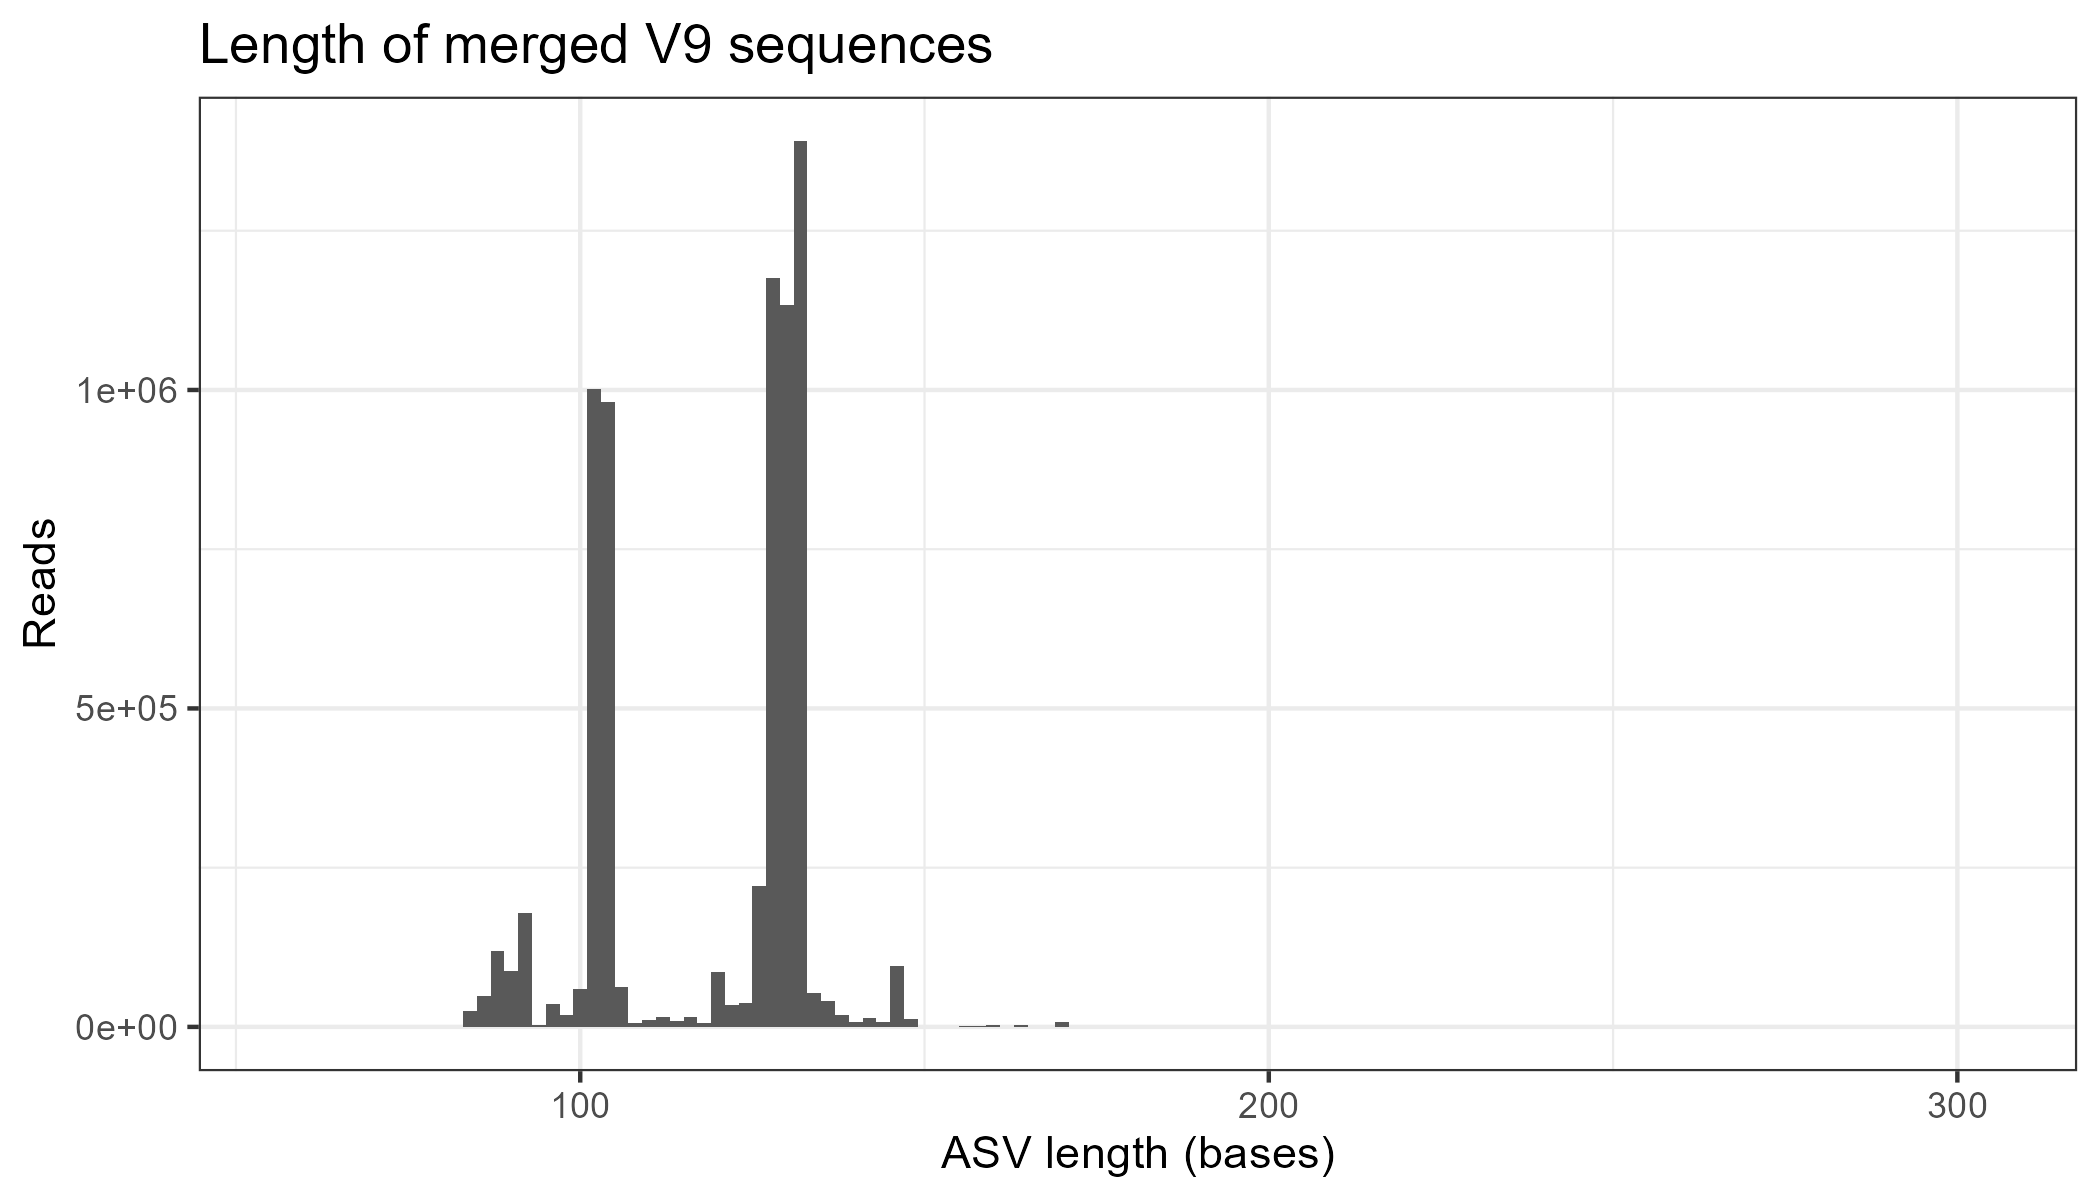 Length of merged V9 sequences
1e+06
5e+05
0e+00
Reads
100 200 300
ASV length (bases)